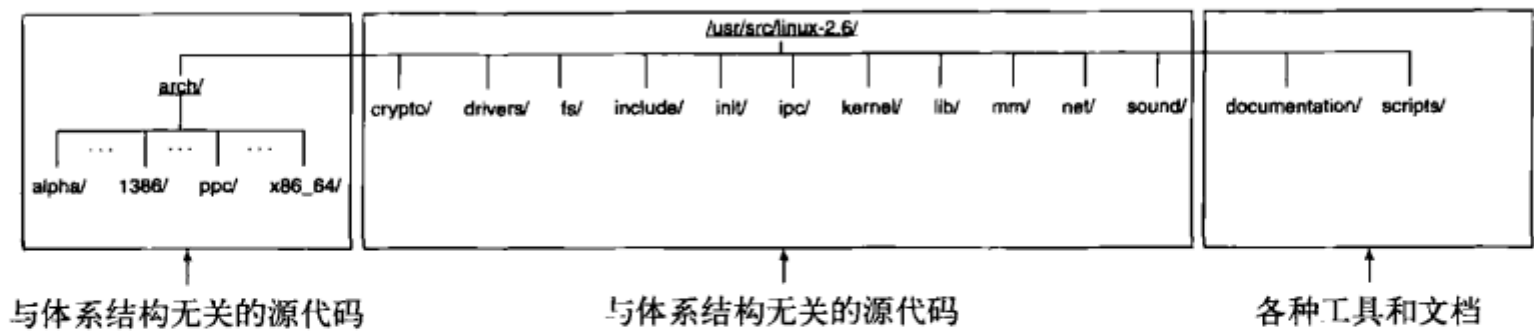 /usr/src/linux-2.6/
arch/
crypto/ drivers/ fs/ include/ init/ ipc/ kernel/ lib/ mm/ net/ sound/ documentation/ scripts/
... ... ...
alpha/ 1386/ ppc/ x86_64/
与体系结构无关的源代码 与体系结构无关的源代码 各种工具和文档